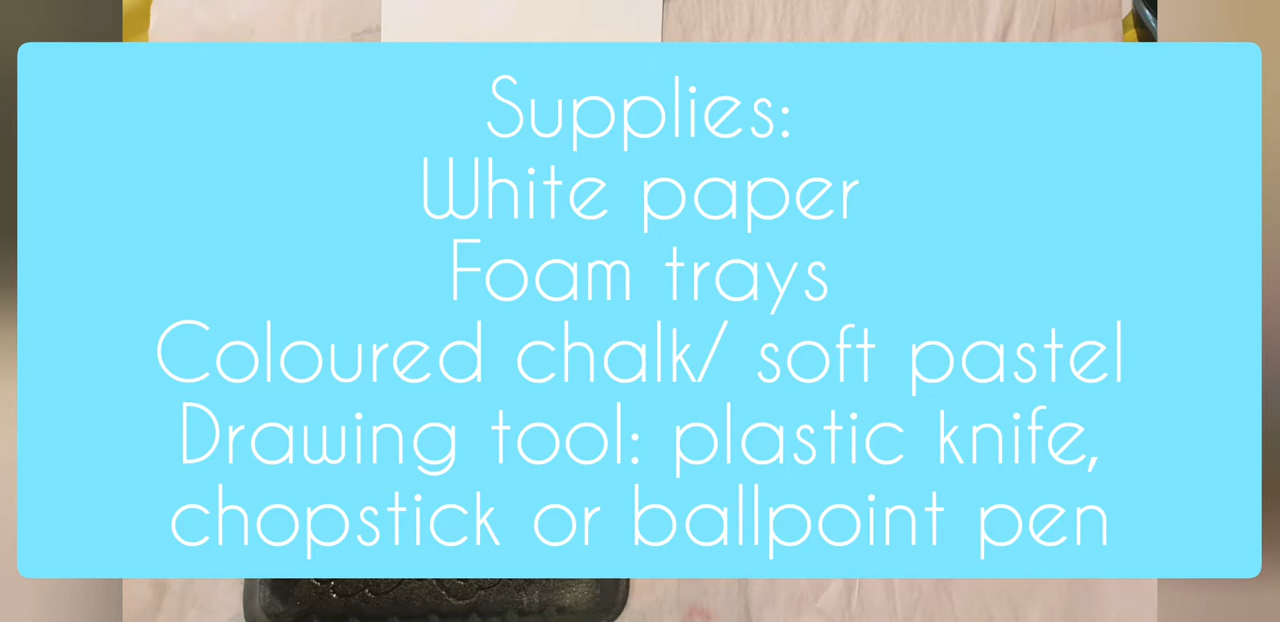 Supplies:
White paper
Foam trays
Coloured chalk/ soft pastel
Drawing tool: plastic knife,
chopstick or ballpoint pen